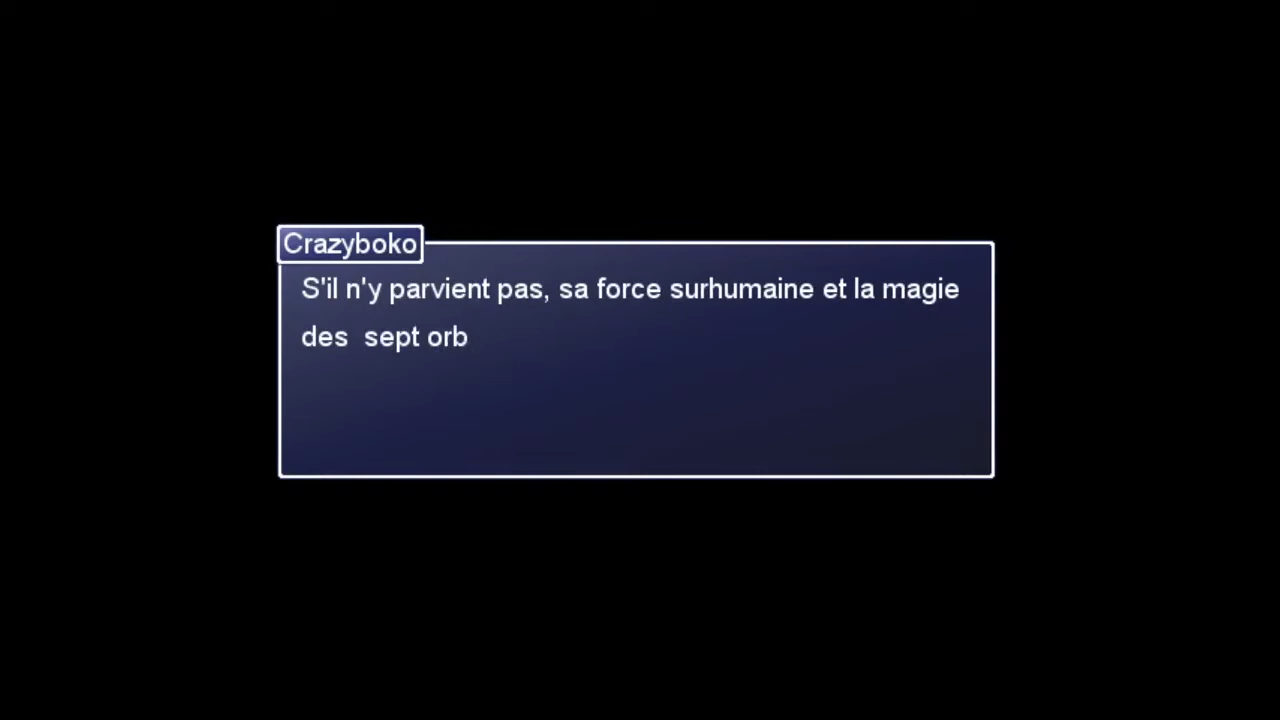 Crazyboko
S'il n'y parvient pas, sa force surhumaine et la magie
des  sept orb